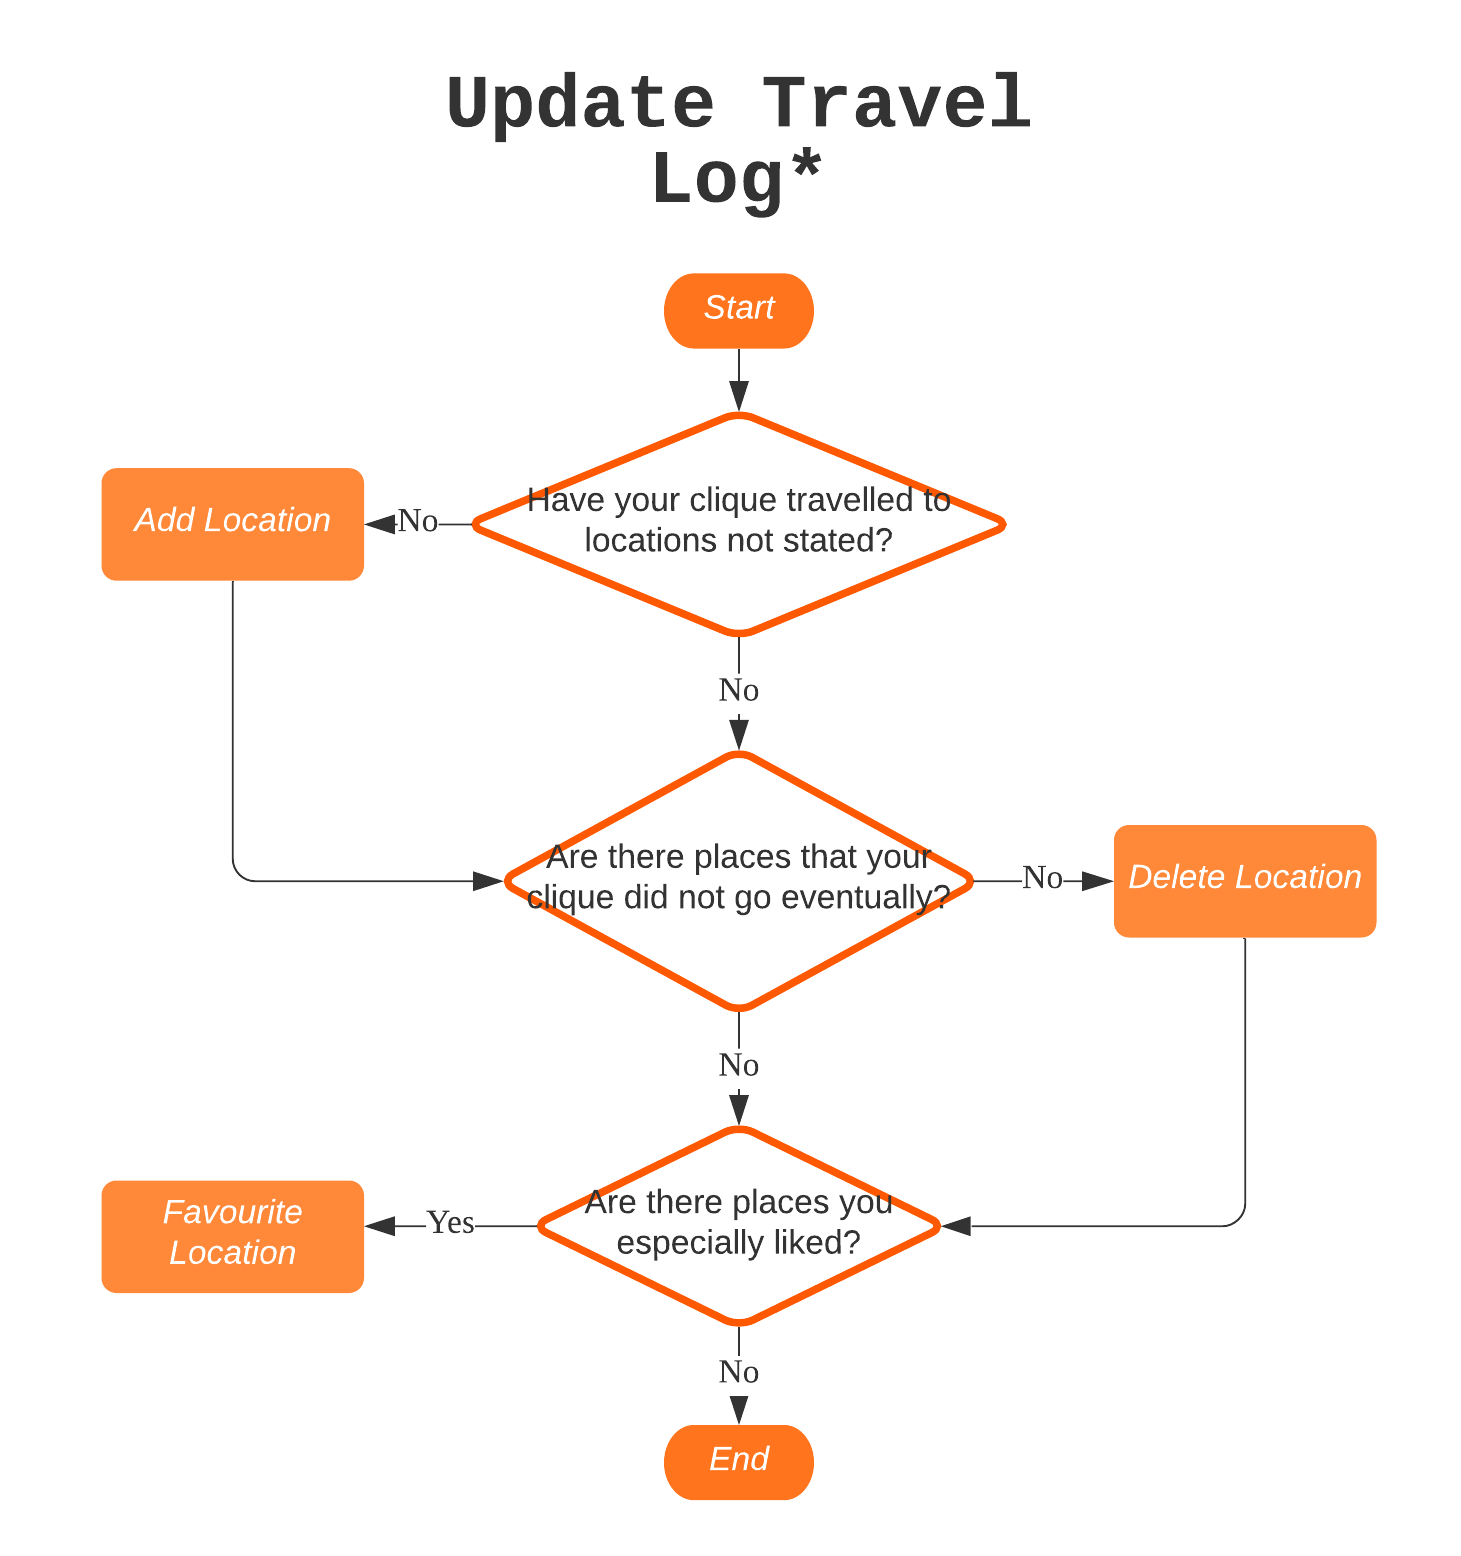 Update Travel
Log*
Start
Have your clique travelled to
locations not stated?
No
Add Location
No
Are there places that your
clique did not go eventually?
No
Delete Location
No
Are there places you
especially liked?
Yes
Favourite
Location
No
End